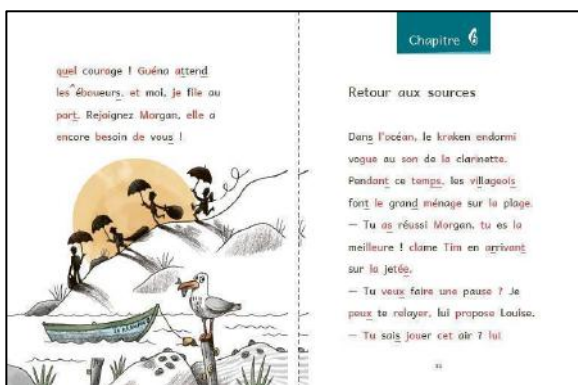 quel courage ! Guéna attend
les éboueurs, et moi, je file au
port. Rejoignez Morgan, elle a
encore besoin de vous !
Chapitre 6
Retour aux sources
Dans l'océan, le kraken endormi
vogue au son de la clarinette.
Pendant ce temps, les villageois
font le grand ménage sur la plage.
— Tu as réussi Morgan, tu es la
meilleure ! clame Tim en arrivant
sur la jetée.
— Tu veux faire une pause ? Je
peux te relayer, lui propose Louise.
— Tu sais jouer cet air ? lui